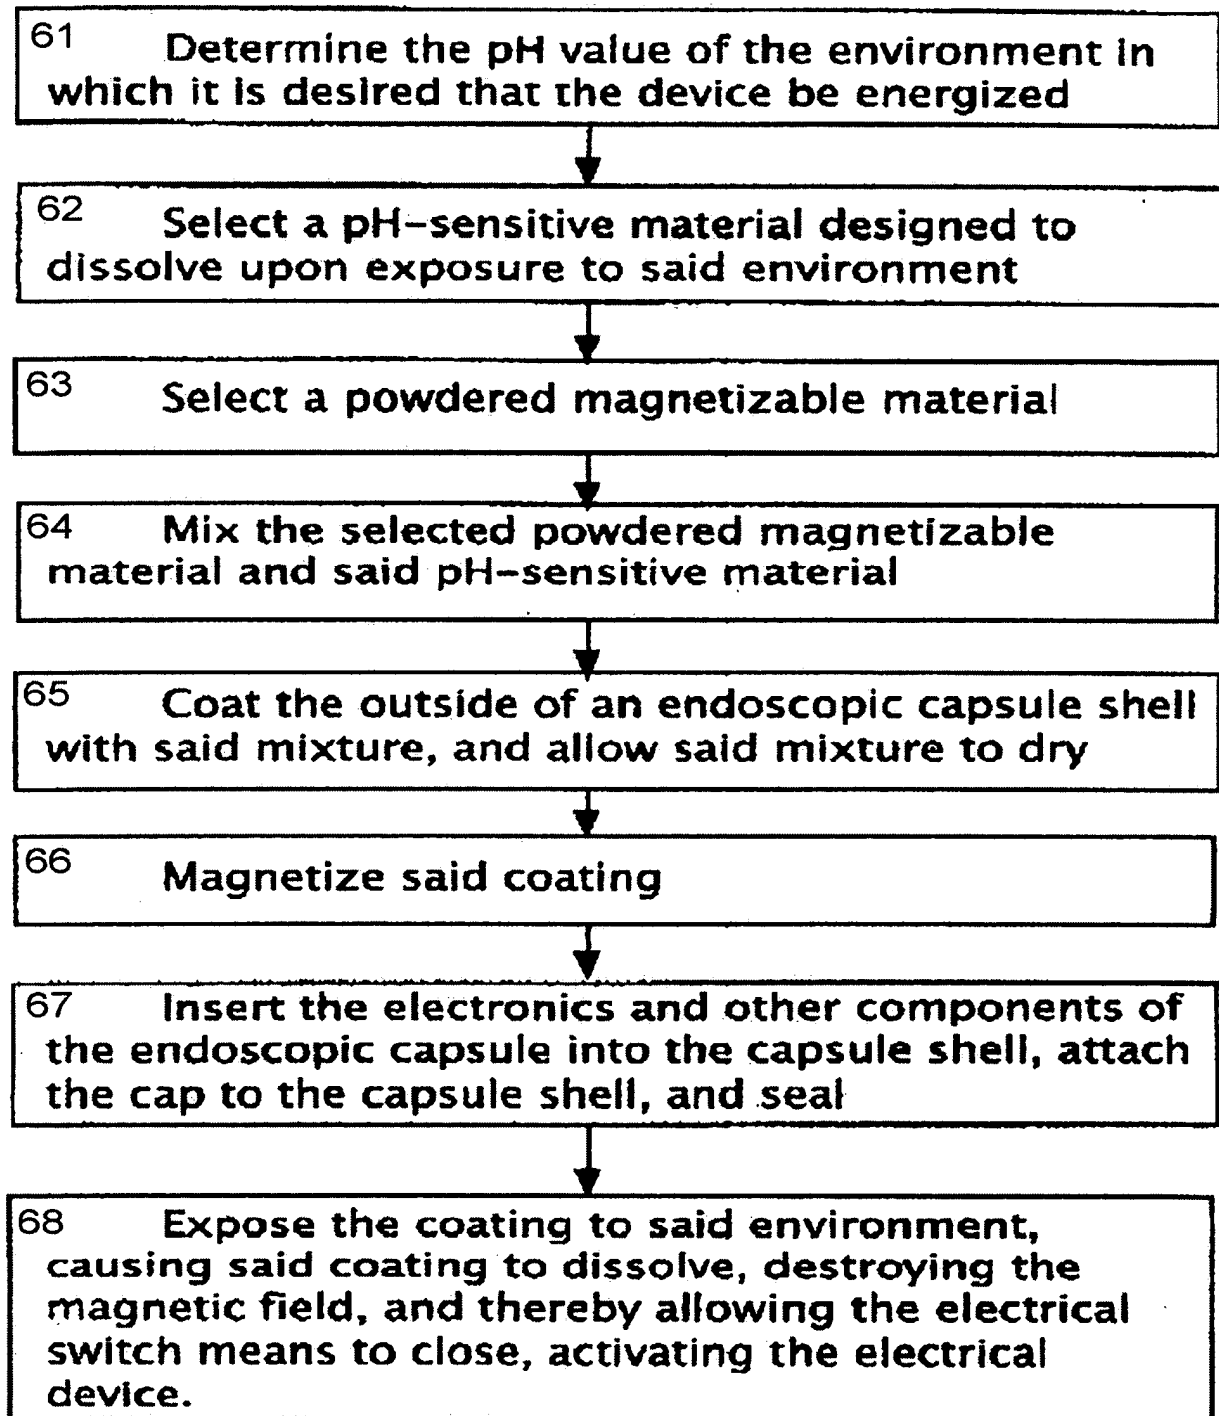 61 Determine the pH value of the environment in
which it is desired that the device be energized
62 Select a pH-sensitive material designed to
dissolve upon exposure to said environment
63 Select a powdered magnetizable material
64 Mix the selected powdered magnetizable
material and said pH-sensitive material
65 Coat the outside of an endoscopic capsule shell
with said mixture, and allow said mixture to dry
66 Magnetize said coating
67 Insert the electronics and other components of
the endoscopic capsule into the capsule shell, attach
the cap to the capsule shell, and seal
68 Expose the coating to said environment,
causing said coating to dissolve, destroying the
magnetic field, and thereby allowing the electrical
switch means to close, activating the electrical
device.